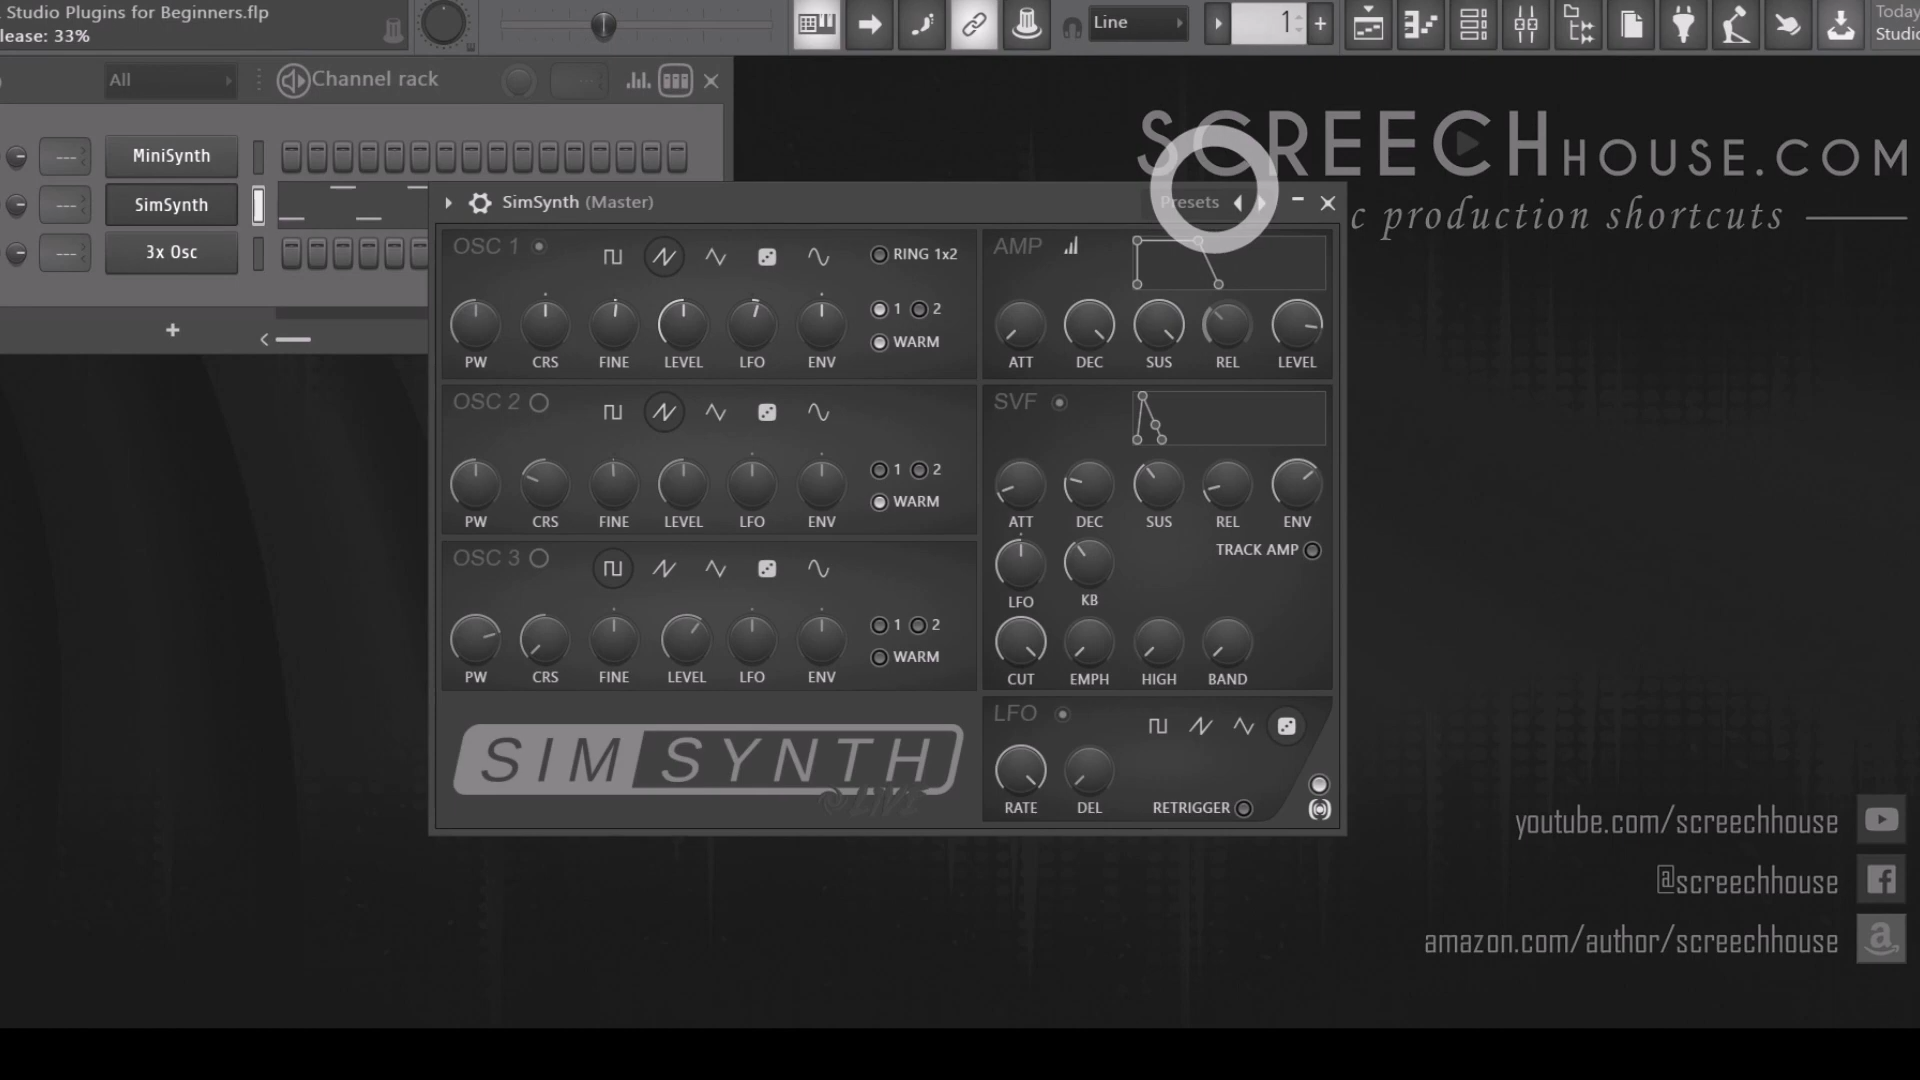 Studio Plugins for Beginners.flp
lease: 33%
Line
1
Today
Studio
All
Channel rack
MiniSynth
SimSynth
3x Osc
SCREECHHOUSE.COM
c production shortcuts
SimSynth (Master)
Presets
OSC 1
RING 1x2
1 2
WARM
PW CRS FINE LEVEL LFO ENV
AMP
ATT DEC SUS REL LEVEL
OSC 2
1 2
WARM
PW CRS FINE LEVEL LFO ENV
SVF
ATT DEC SUS REL ENV
TRACK AMP
LFO KB
CUT EMPH HIGH BAND
OSC 3
1 2
WARM
PW CRS FINE LEVEL LFO ENV
LFO
RATE DEL RETRIGGER
SIMSYNTH
LIVE
youtube.com/screechhouse
@screechhouse
amazon.com/author/screechhouse